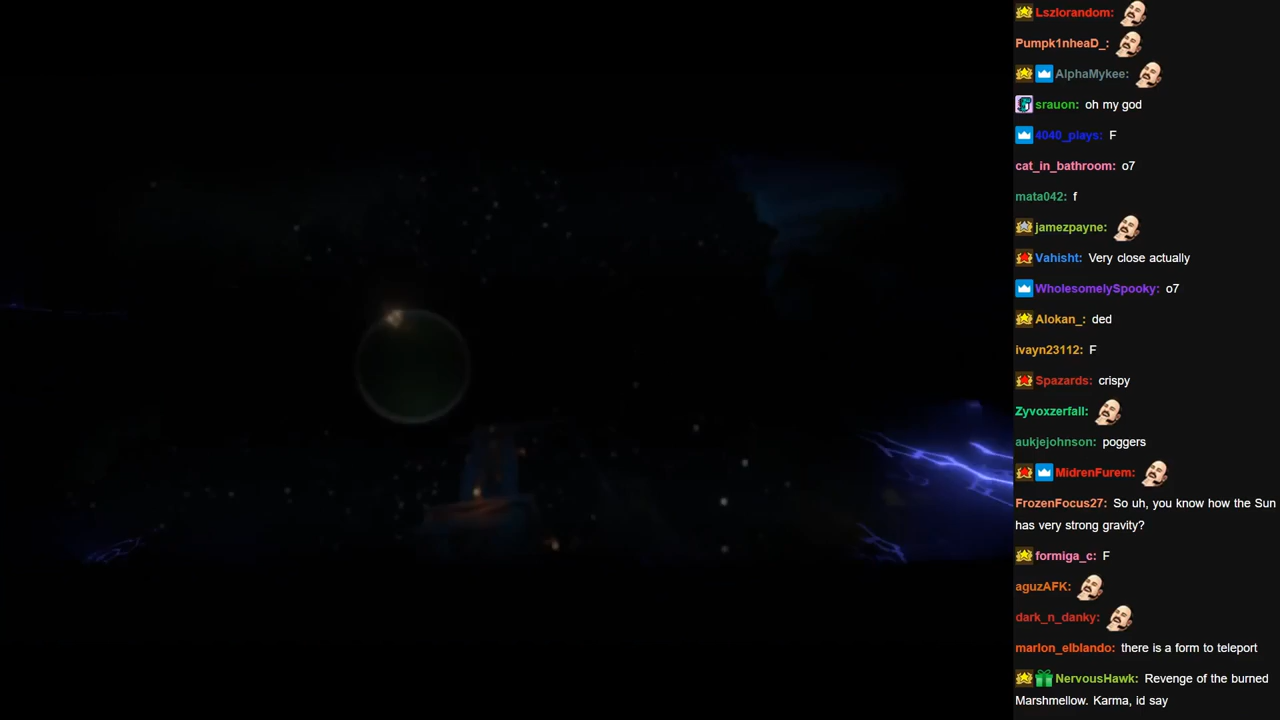 Lszlorandom:
Pumpk1nheaD_:
AlphaMykee:
srauon: oh my god
4040_plays: F
cat_in_bathroom: o7
mata042: f
jamezpayne:
Vahisht: Very close actually
WholesomelySpooky: o7
Alokan_: ded
ivayn23112: F
Spazards: crispy
Zyvoxzerfall:
aukjejohnson: poggers
MidrenFurem:
FrozenFocus27: So uh, you know how the Sun
has very strong gravity?
formiga_c: F
aguzAFK:
dark_n_danky:
marlon_elblando: there is a form to teleport
NervousHawk: Revenge of the burned
Marshmellow. Karma, id say